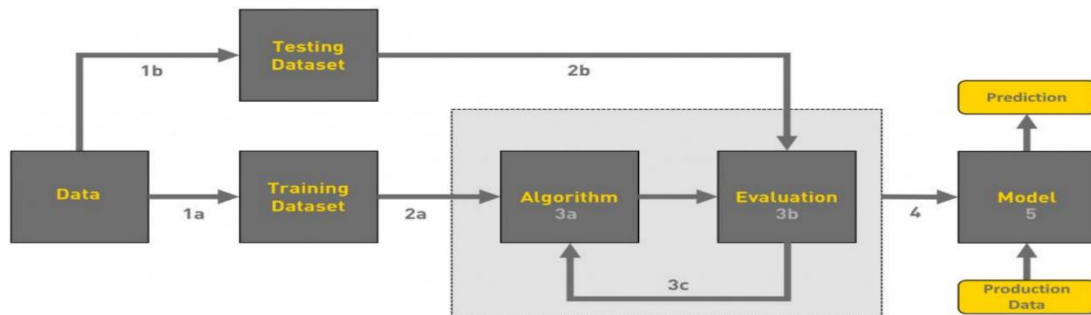 Testing
Dataset
1b
2b
Prediction
Data
1a
Training
Dataset
2a
Algorithm
3a
Evaluation
3b
3c
4
Model
5
Production
Data